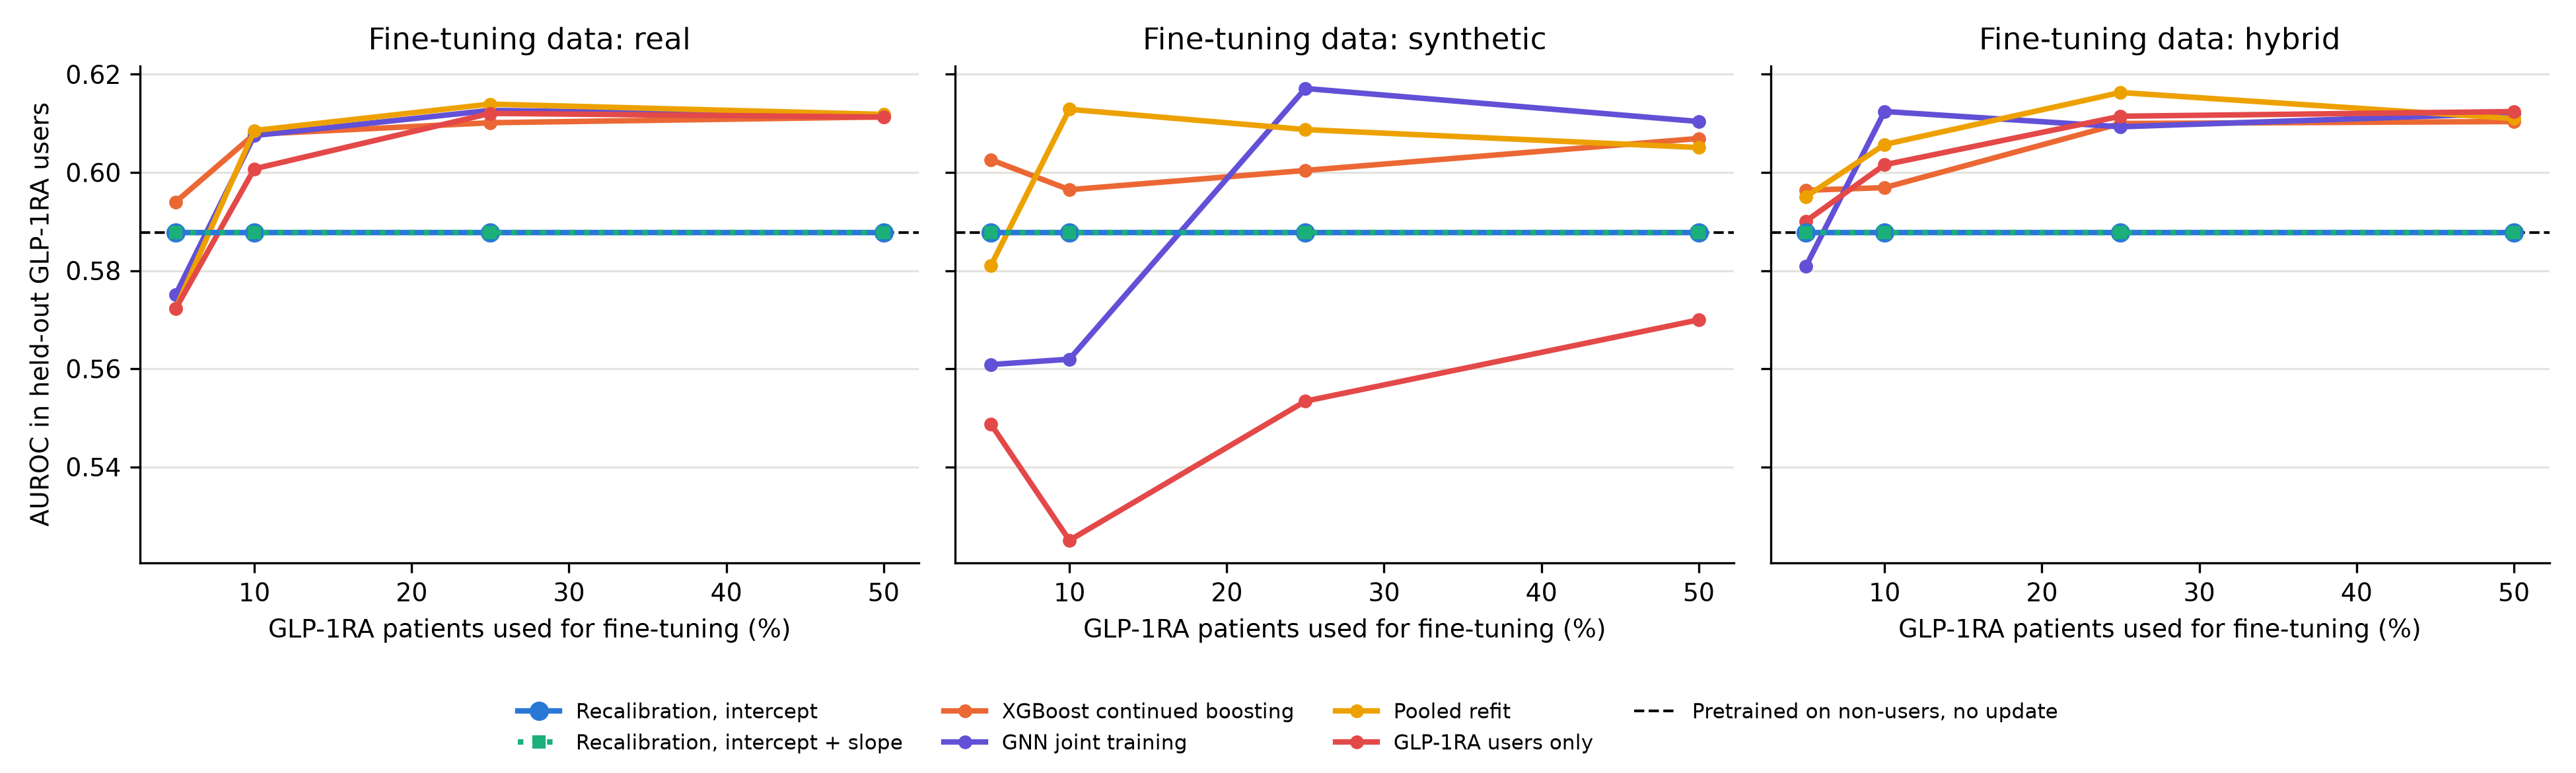 Fine-tuning data: real
Fine-tuning data: synthetic
Fine-tuning data: hybrid
AUROC in held-out GLP-1RA users
0.62
0.60
0.58
0.56
0.54
10 20 30 40 50
10 20 30 40 50
10 20 30 40 50
GLP-1RA patients used for fine-tuning (%)
GLP-1RA patients used for fine-tuning (%)
GLP-1RA patients used for fine-tuning (%)
Recalibration, intercept
Recalibration, intercept + slope
XGBoost continued boosting
GNN joint training
Pooled refit
GLP-1RA users only
Pretrained on non-users, no update